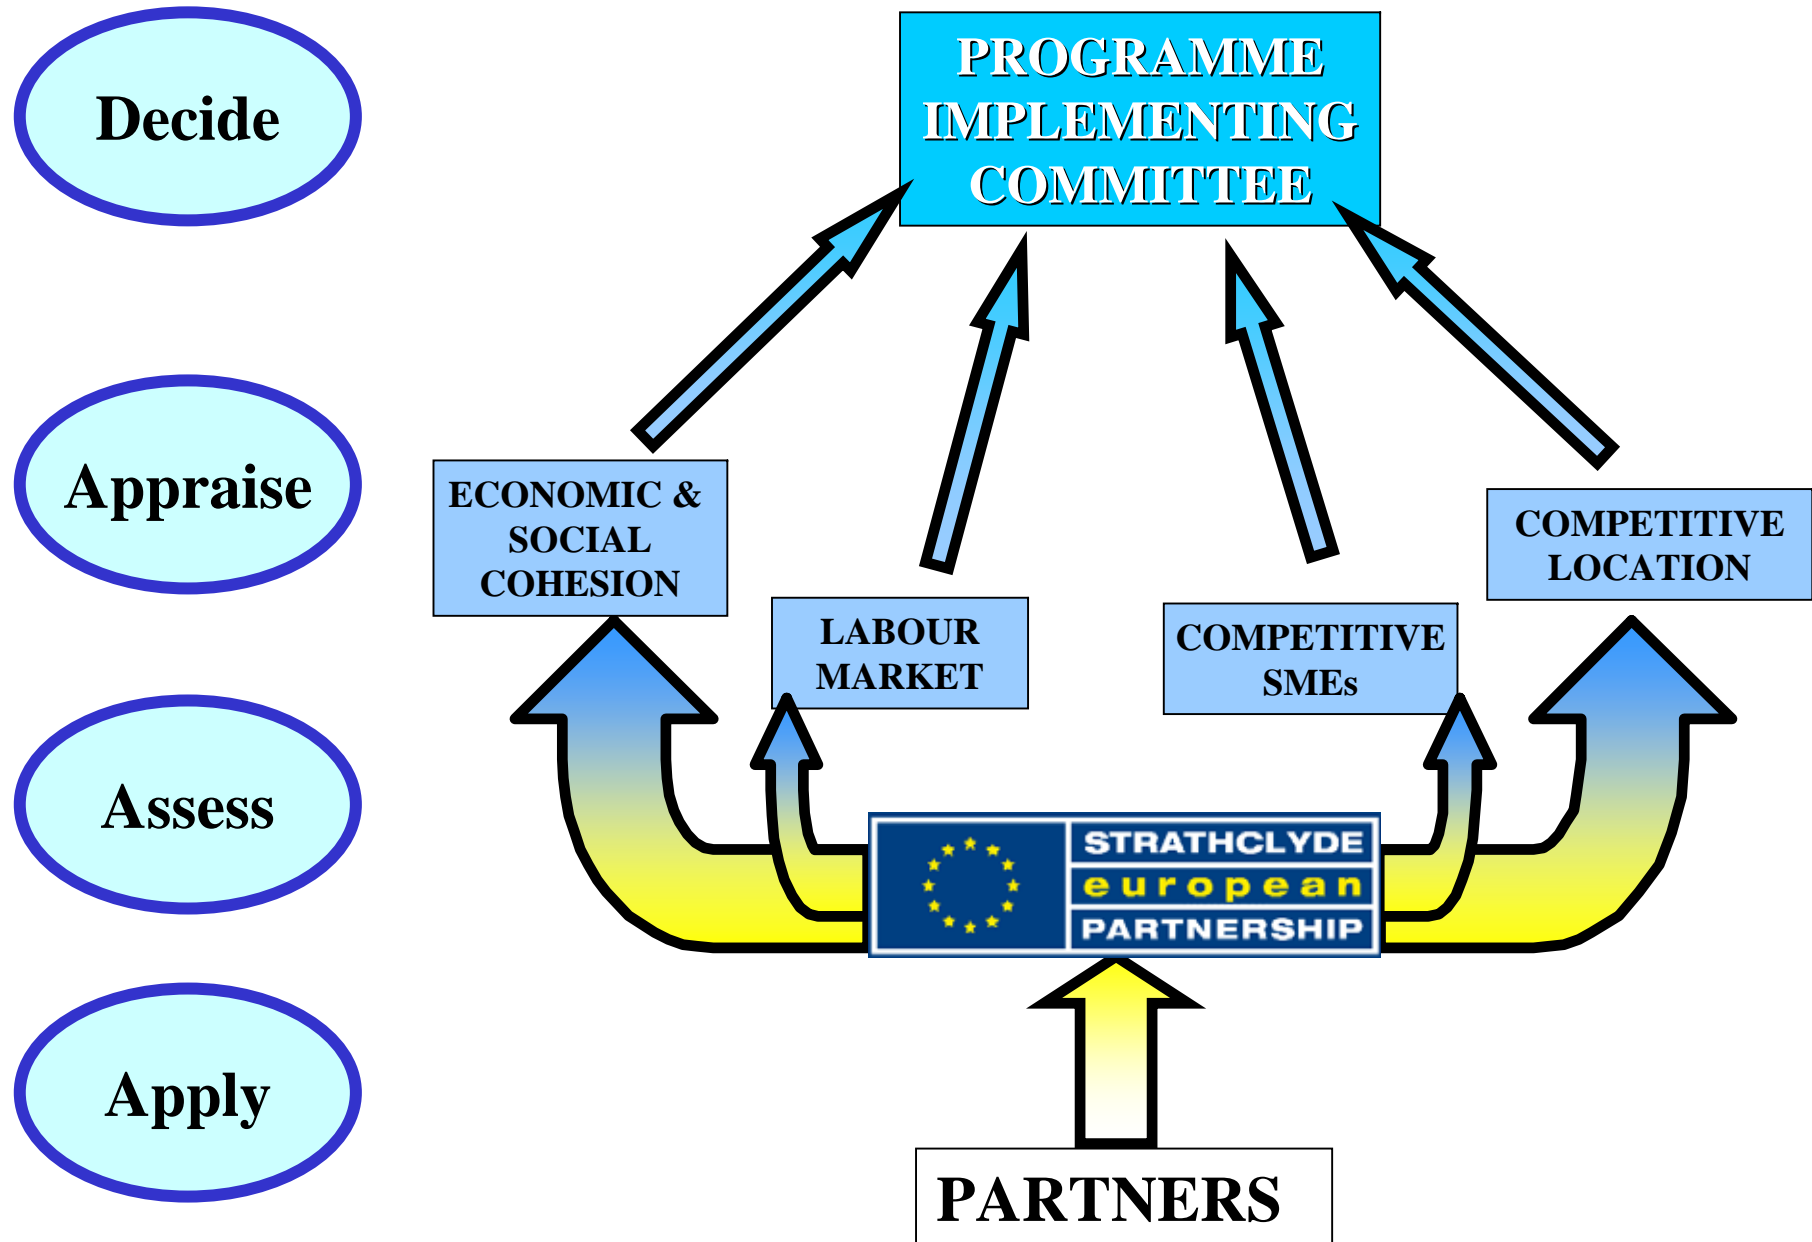 Decide
PROGRAMME
IMPLEMENTING
COMMITTEE
Appraise
ECONOMIC &
SOCIAL
COHESION
LABOUR
MARKET
COMPETITIVE
SMEs
COMPETITIVE
LOCATION
Assess
STRATHCLYDE
european
PARTNERSHIP
Apply
PARTNERS